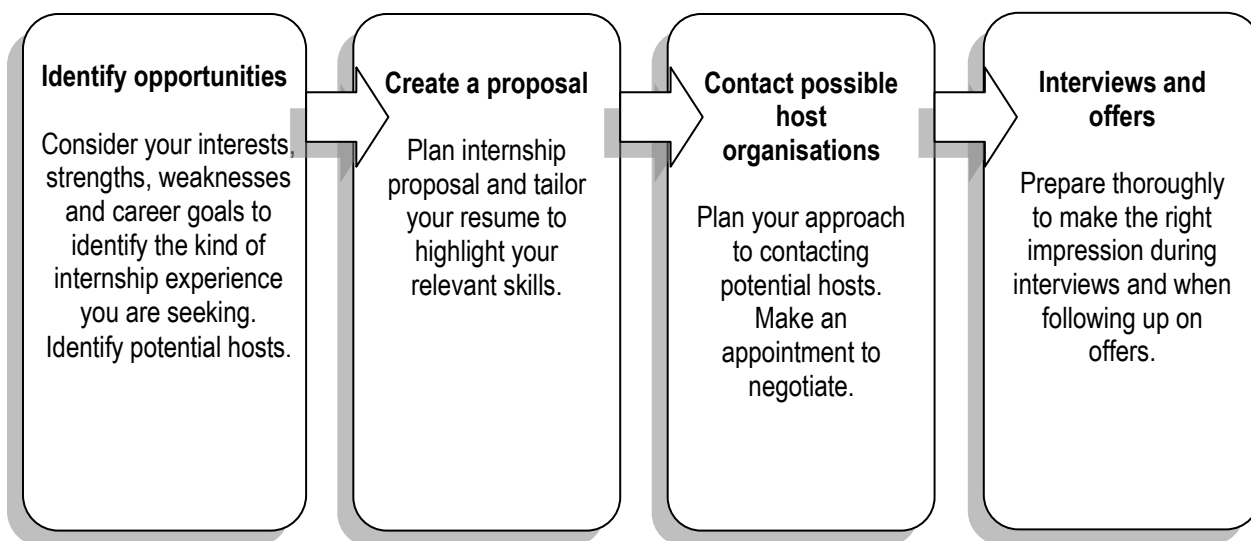 Identify opportunities
Consider your interests,
strengths, weaknesses
and career goals to
identify the kind of
internship experience
you are seeking.
Identify potential hosts.
Create a proposal
Plan internship
proposal and tailor
your resume to
highlight your
relevant skills.
Contact possible
host
organisations
Plan your approach
to contacting
potential hosts.
Make an
appointment to
negotiate.
Interviews and
offers
Prepare thoroughly
to make the right
impression during
interviews and when
following up on
offers.